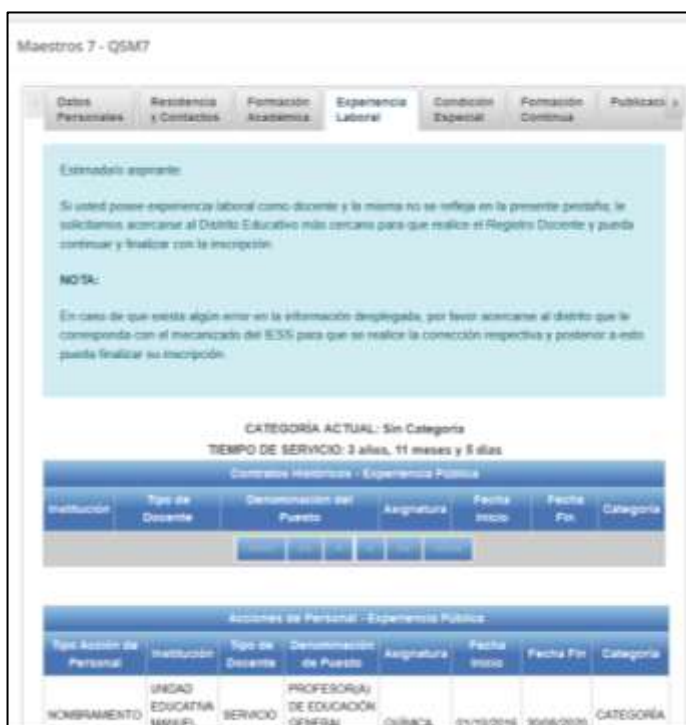 Maestros 7 - QSM7
Datos Personales
Residencia y Contactos
Formación Académica
Experiencia Laboral
Condición Especial
Formación Continua
Publicaci
Estimada/o aspirante:
Si usted posee experiencia laboral como docente y la misma no se refleja en la presente pestaña, le
solicitamos acercarse al Distrito Educativo más cercano para que realice el Registro Docente y pueda
continuar y finalizar con la inscripción.
NOTA:
En caso de que exista algún error en la información desplegada, por favor acercarse al distrito que le
corresponda con el mecanizado del IESS para que se realice la corrección respectiva y posterior a esto
pueda finalizar su inscripción.
CATEGORÍA ACTUAL: Sin Categoría
TIEMPO DE SERVICIO: 3 años, 11 meses y 5 días
Contratos Históricos - Experiencia Pública
Institución
Tipo de Docente
Denominación del Puesto
Asignatura
Fecha Inicio
Fecha Fin
Categoría
Acciones de Personal - Experiencia Pública
Tipo Acción de Personal
Institución
Tipo de Docente
Denominación de Puesto
Asignatura
Fecha Inicio
Fecha Fin
Categoría
NOMBRAMIENTO
UNIDAD EDUCATIVA MANUEL
SERVICIO
PROFESOR(A) DE EDUCACIÓN GENERAL
QUÍMICA
CATEGORÍA